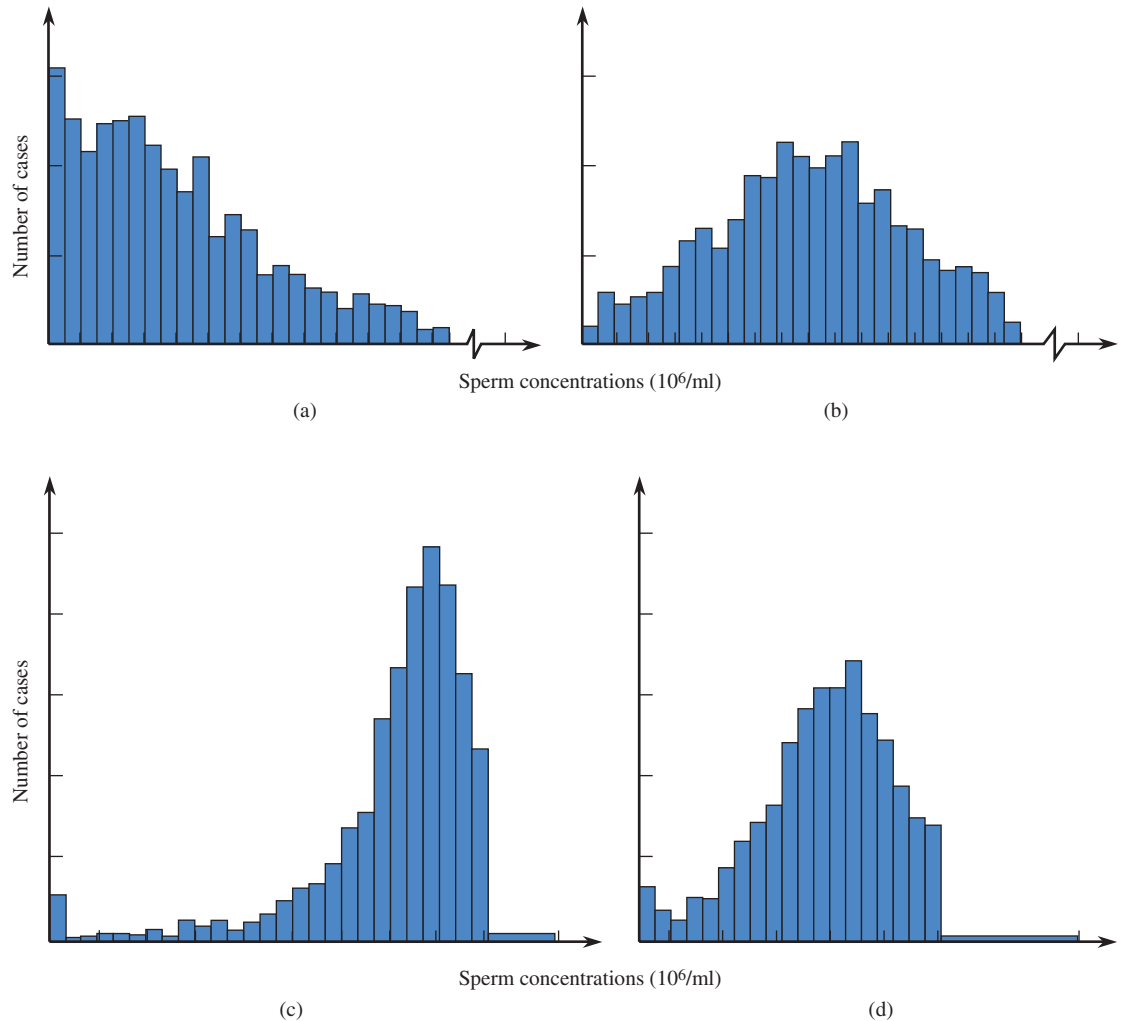 Number of cases
Sperm concentrations (10⁶/ml)
(a)
(b)
Number of cases
Sperm concentrations (10⁶/ml)
(c)
(d)